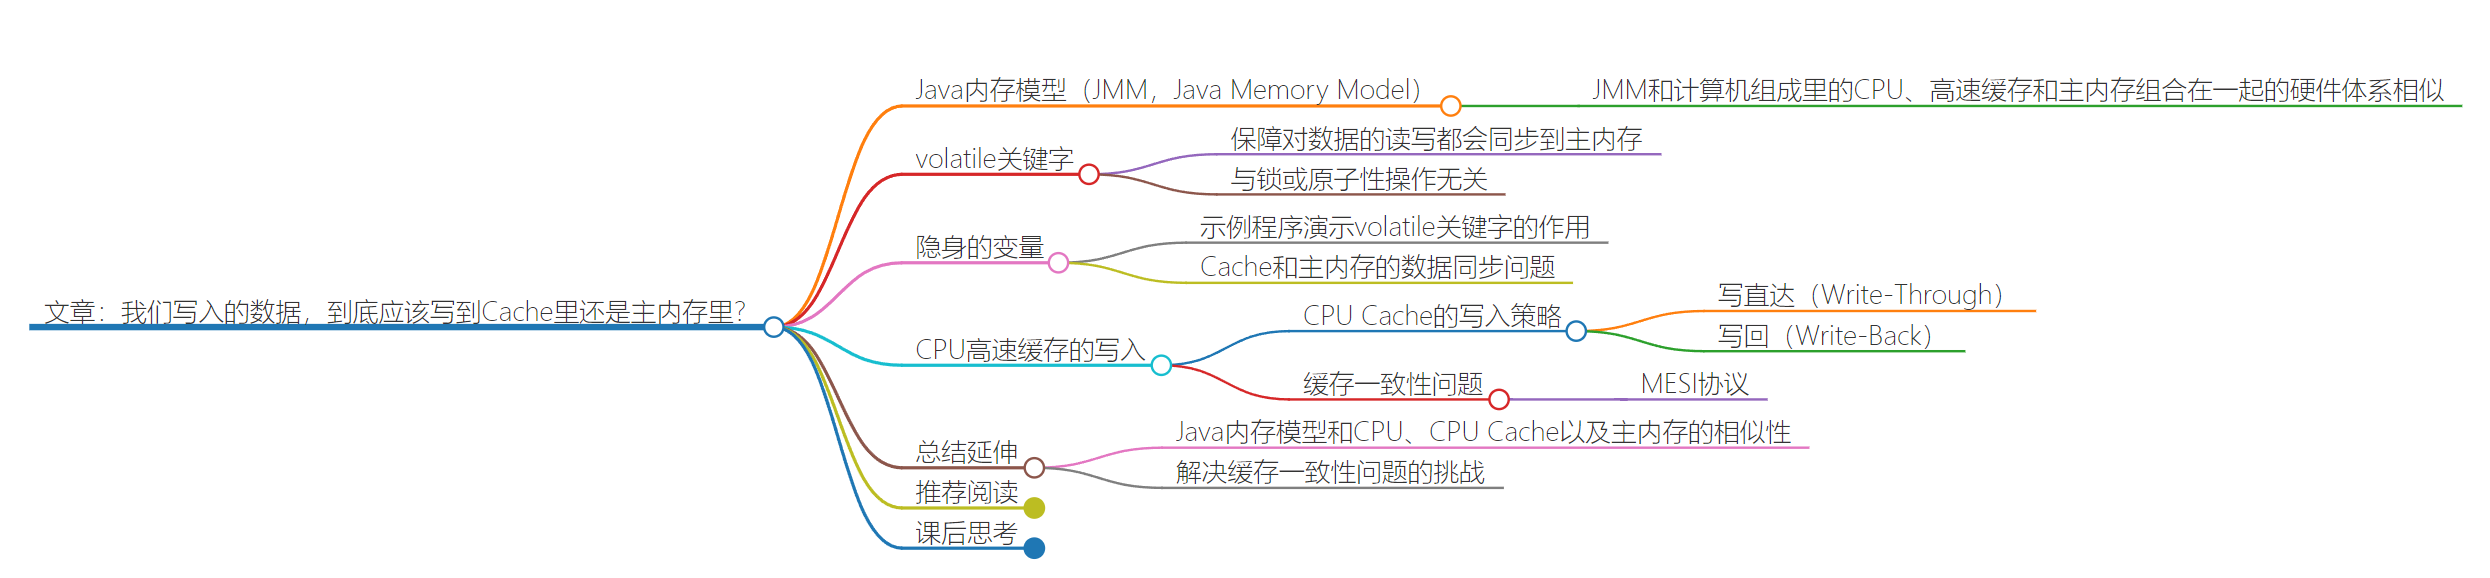 文章：我们写入的数据，到底应该写到Cache里还是主内存里？
Java内存模型（JMM，Java Memory Model）
JMM和计算机组成里的CPU、高速缓存和主内存组合在一起的硬件体系相似
volatile关键字
保障对数据的读写都会同步到主内存
与锁或原子性操作无关
隐身的变量
示例程序演示volatile关键字的作用
Cache和主内存的数据同步问题
CPU高速缓存的写入
CPU Cache的写入策略
写直达（Write-Through）
写回（Write-Back）
缓存一致性问题
MESI协议
总结延伸
Java内存模型和CPU、CPU Cache以及主内存的相似性
解决缓存一致性问题的挑战
推荐阅读
课后思考